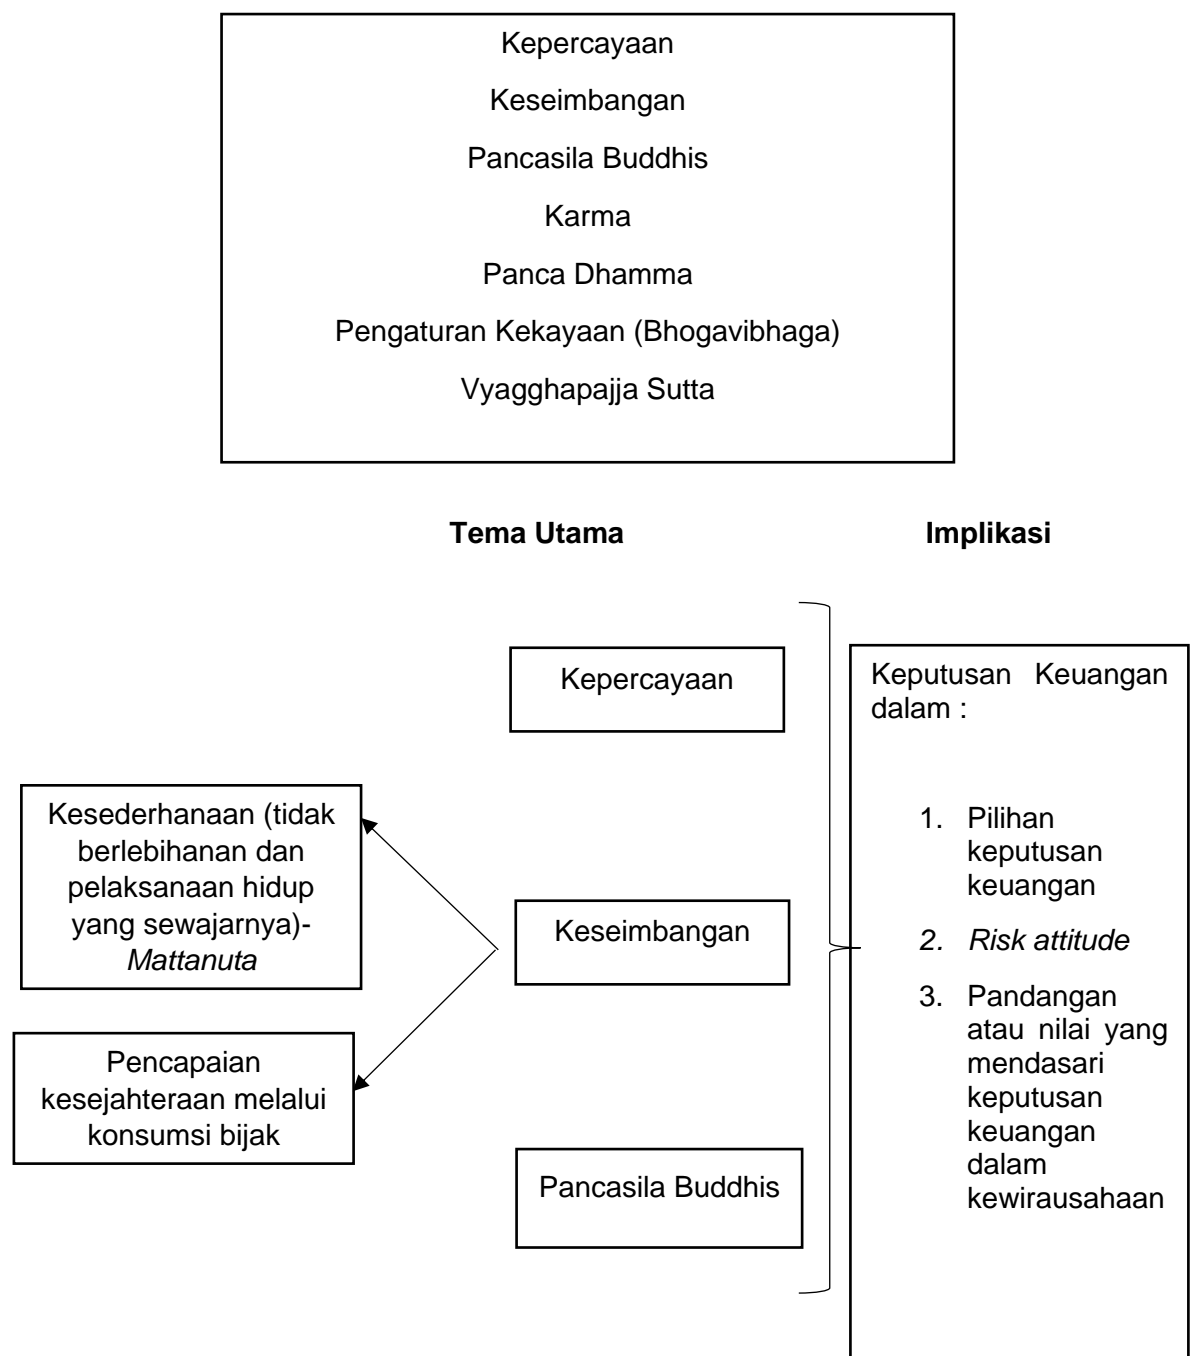 Kepercayaan
Keseimbangan
Pancasila Buddhis
Karma
Panca Dhamma
Pengaturan Kekayaan (Bhogavibhaga)
Vyagghapajja Sutta
Tema Utama
Implikasi
Kepercayaan
Kesederhanaan (tidak
berlebihanan dan
pelaksanaan hidup
yang sewajarnya)-
Mattanuta
Keseimbangan
Pencapaian
kesejahteraan melalui
konsumsi bijak
Pancasila Buddhis
Keputusan Keuangan
dalam :
1. Pilihan
keputusan
keuangan
2. Risk attitude
3. Pandangan
atau nilai yang
mendasari
keputusan
keuangan
dalam
kewirausahaan